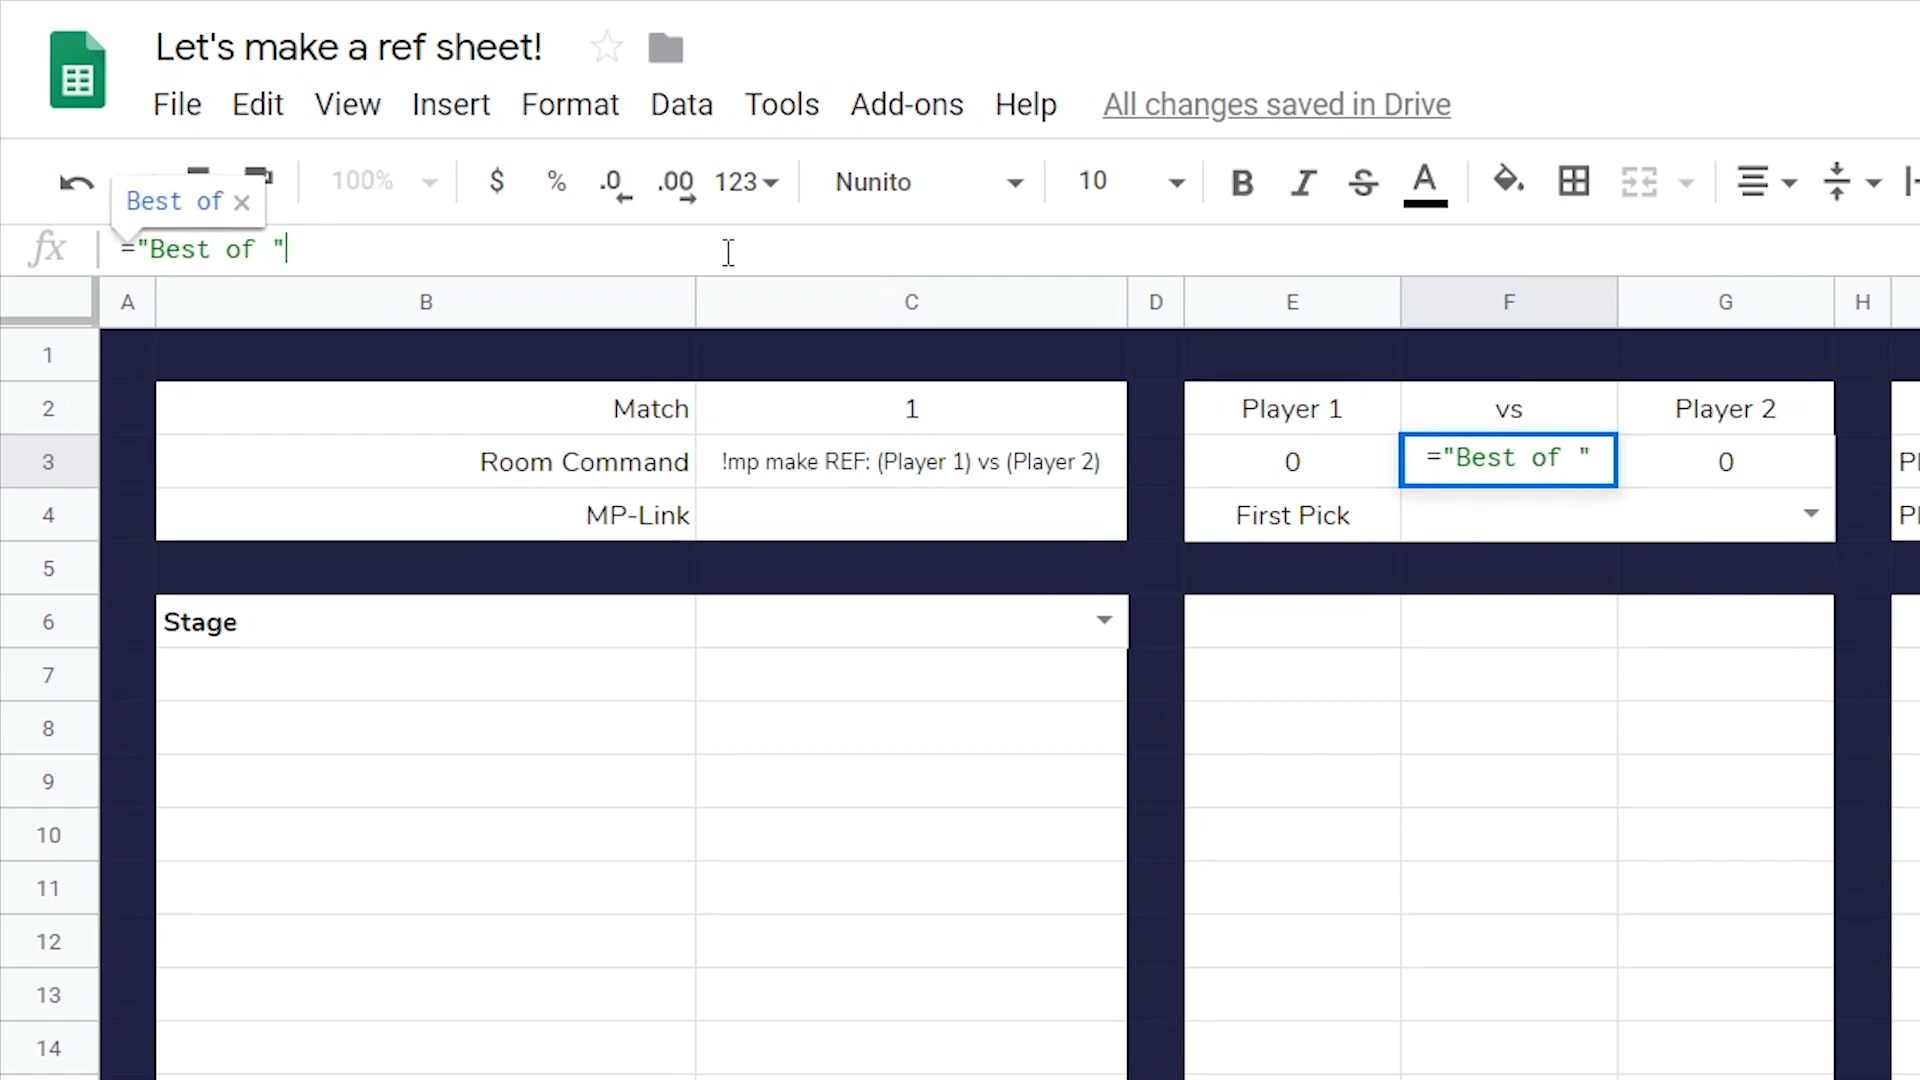 Let's make a ref sheet!
File Edit View Insert Format Data Tools Add-ons Help All changes saved in Drive
100% $ % .0 .00 123 Nunito 10 B I S A
Best of ×
fx ="Best of "
A B C D E F G H
1
2 Match 1 Player 1 vs Player 2
3 Room Command !mp make REF: (Player 1) vs (Player 2) 0 ="Best of " 0
4 MP-Link First Pick
5
6 Stage
7
8
9
10
11
12
13
14